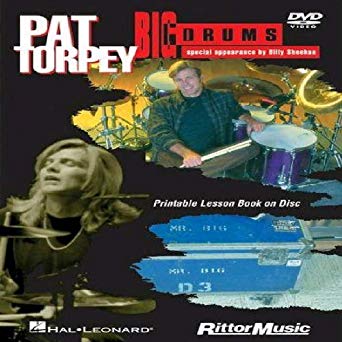 PAT
TORPEY
BIG DRUMS
special appearance by Billy Sheehan
DVD
VIDEO
Printable Lesson Book on Disc
MR. BIG
MR. BIG
D3
HAL•LEONARD®
RittorMusic